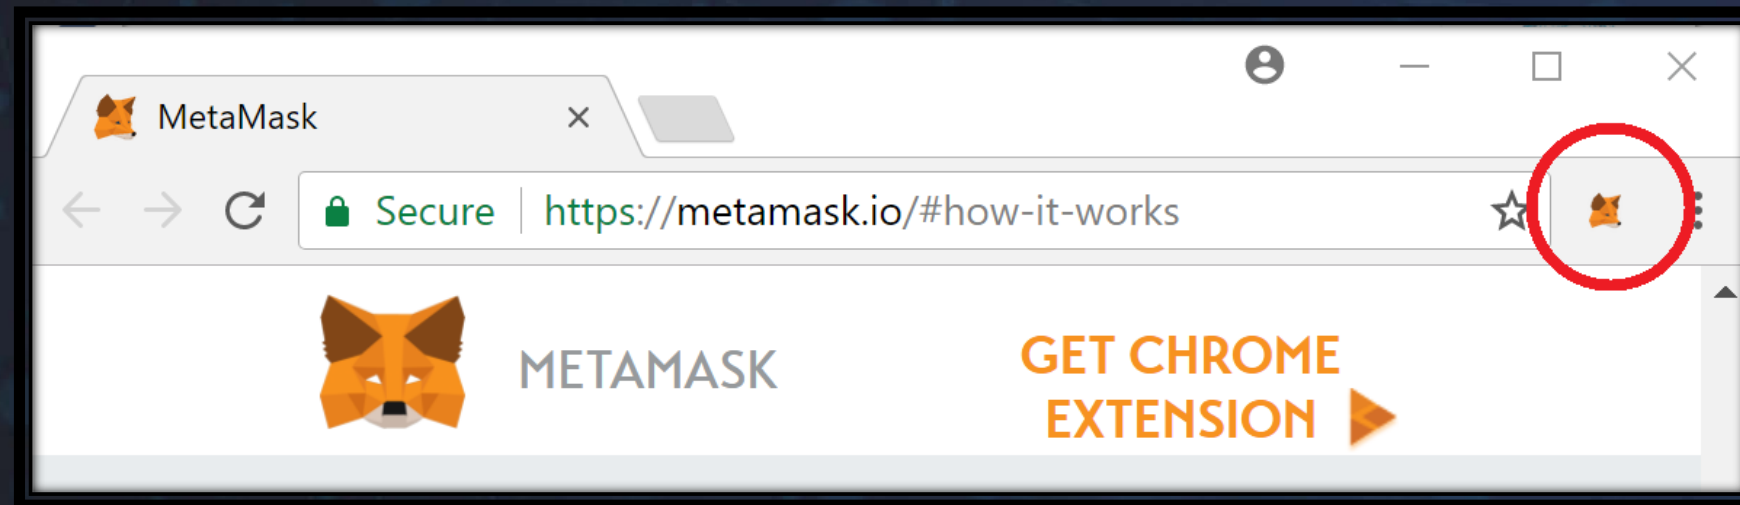 MetaMask
Secure https://metamask.io/#how-it-works
METAMASK
GET CHROME
EXTENSION